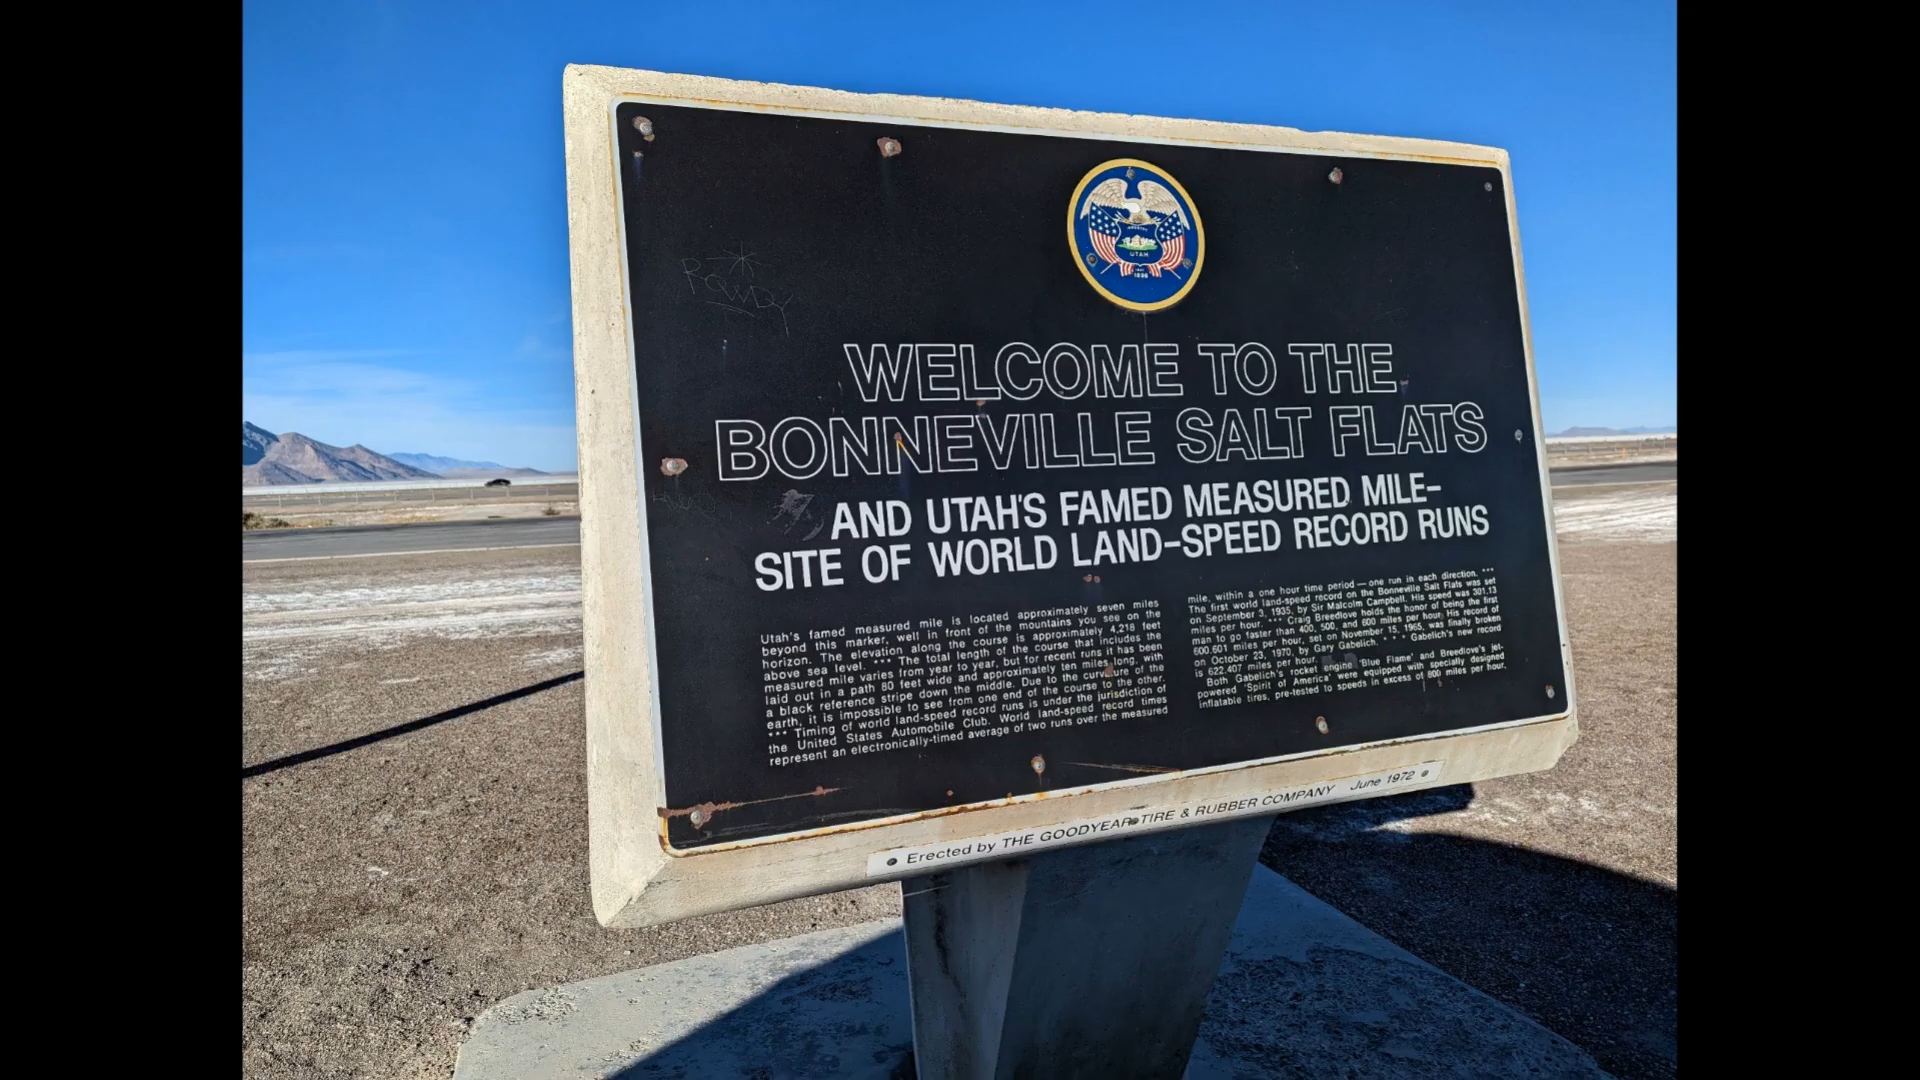 UTAH
1896
ROWDY
WELCOME TO THE
BONNEVILLE SALT FLATS
AND UTAH'S FAMED MEASURED MILE-
SITE OF WORLD LAND-SPEED RECORD RUNS
Utah's famed measured mile is located approximately seven miles
beyond this marker, well in front of the mountains you see on the
horizon. The elevation along the course is approximately 4,218 feet
above sea level. *** The total length of the course that includes the
measured mile varies from year to year, but for recent runs it has been
laid out in a path 80 feet wide and approximately ten miles long, with
a black reference stripe down the middle. Due to the curvature of the
earth, it is impossible to see from one end of the course to the other.
*** Timing of world land-speed record runs is under the jurisdiction of
the United States Automobile Club. World land-speed record times
represent an electronically-timed average of two runs over the measured
mile, within a one hour time period — one run in each direction. ***
The first world land-speed record on the Bonneville Salt Flats was set
on September 3, 1935, by Sir Malcolm Campbell. His speed was 301.13
miles per hour. *** Craig Breedlove holds the honor of being the first
man to go faster than 400, 500, and 600 miles per hour. His record of
600.601 miles per hour, set on November 15, 1965, was finally broken
on October 23, 1970, by Gary Gabelich. *** Gabelich's new record
is 622.407 miles per hour.
Both Gabelich's rocket engine 'Blue Flame' and Breedlove's jet-
powered 'Spirit of America' were equipped with specially designed
inflatable tires, pre-tested to speeds in excess of 800 miles per hour.
Erected by THE GOODYEAR TIRE & RUBBER COMPANY June 1972